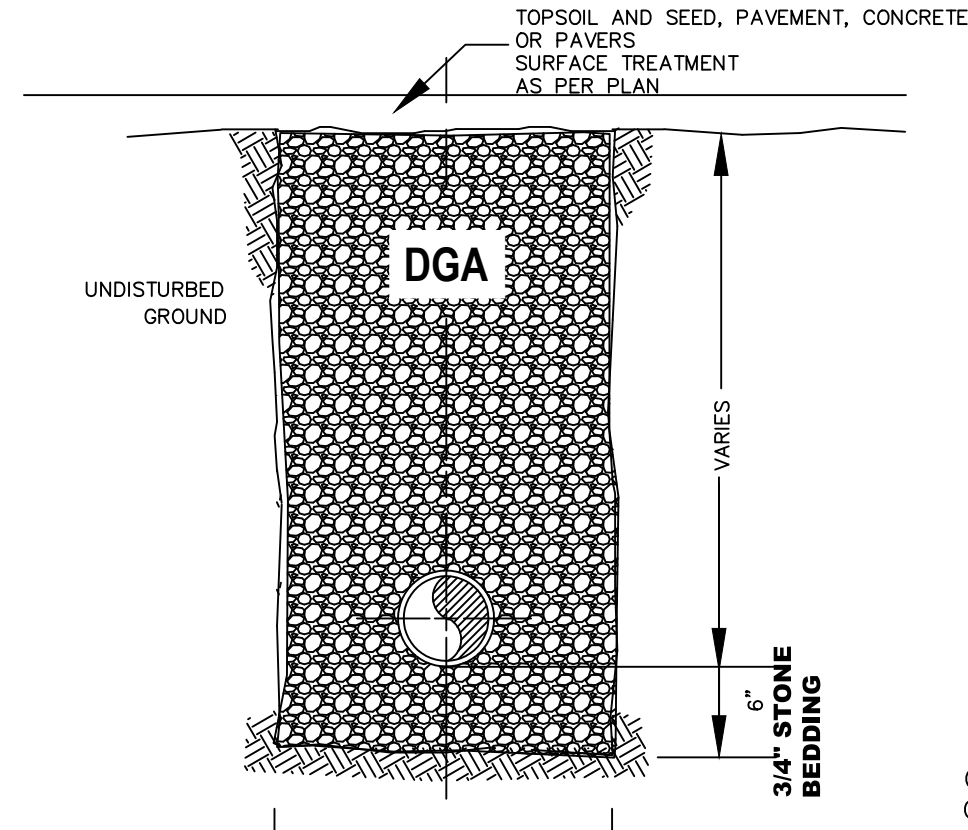 TOPSOIL AND SEED, PAVEMENT, CONCRETE
OR PAVERS
SURFACE TREATMENT
AS PER PLAN
DGA
UNDISTURBED
GROUND
VARIES
6"
3/4" STONE
BEDDING